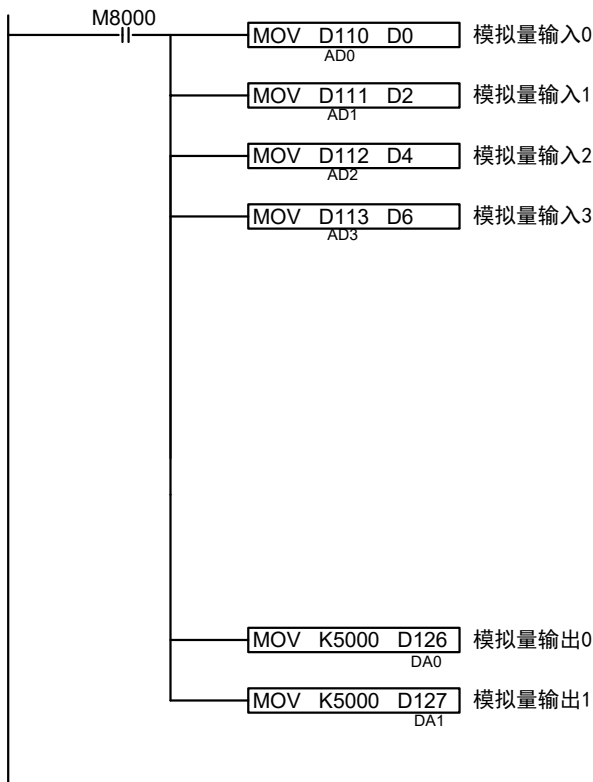 M8000
MOV D110 D0 模拟量输入0
AD0
MOV D111 D2 模拟量输入1
AD1
MOV D112 D4 模拟量输入2
AD2
MOV D113 D6 模拟量输入3
AD3
MOV K5000 D126 模拟量输出0
DA0
MOV K5000 D127 模拟量输出1
DA1